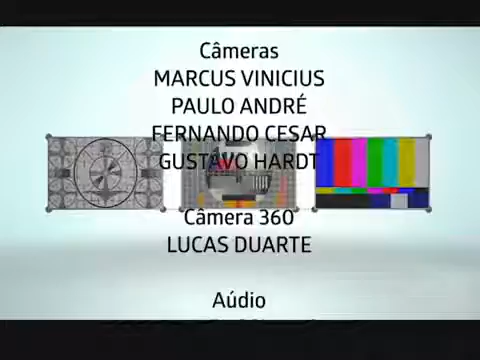 Câmeras
MARCUS VINICIUS
PAULO ANDRÉ
FERNANDO CESAR
GUSTAVO HARDT
Câmera 360
LUCAS DUARTE
Aúdio